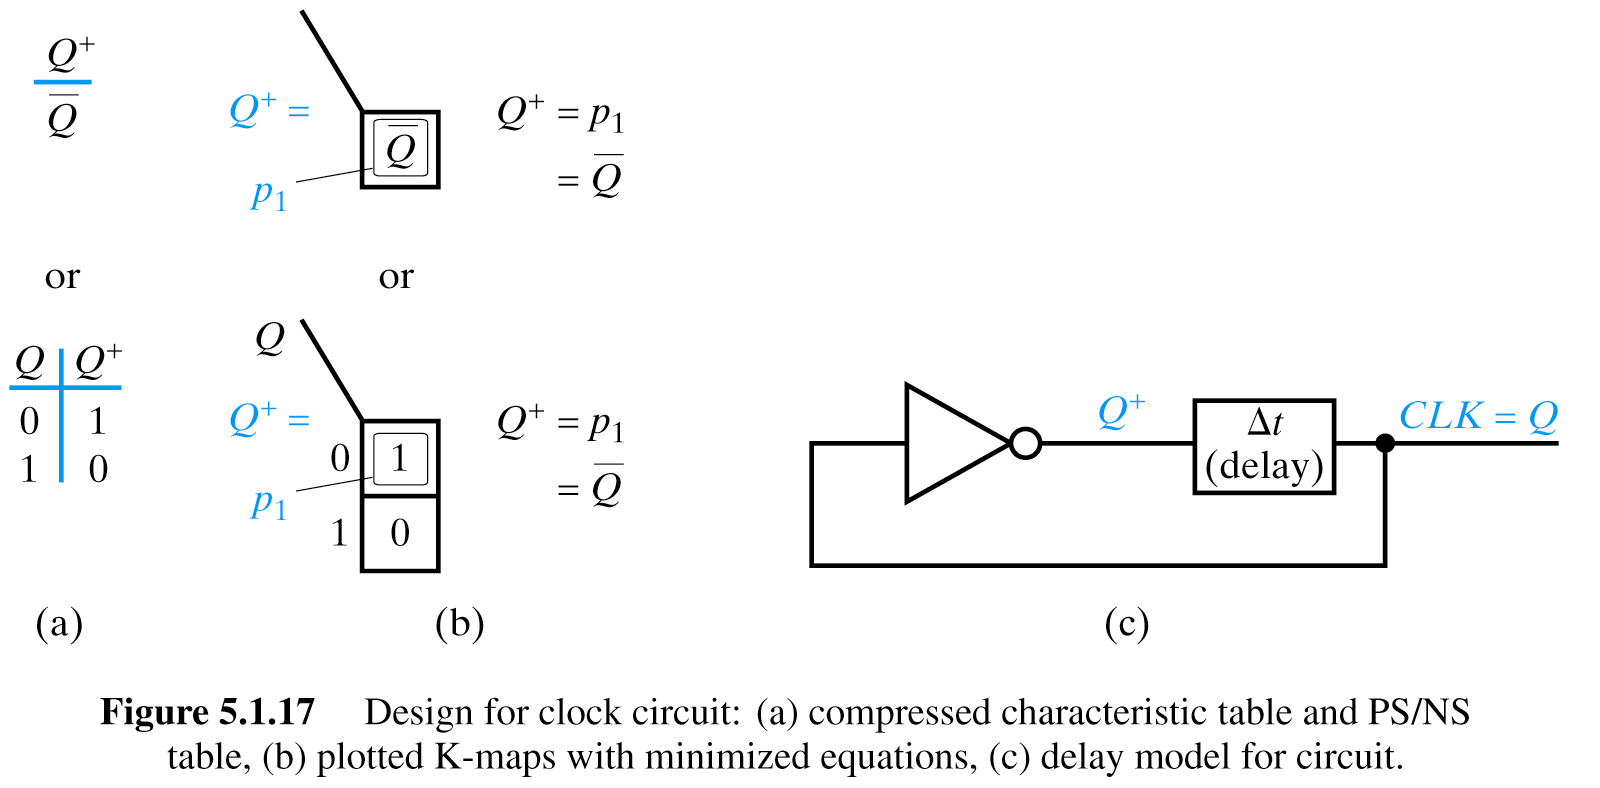 Q⁺
Q̅
or
Q Q⁺
0 1
1 0
(a)
Q⁺ =
Q̅
p₁
Q⁺ = p₁
= Q̅
or
Q
Q⁺ =
0 1
p₁
1 0
Q⁺ = p₁
= Q̅
(b)
Q⁺
Δt
(delay)
CLK = Q
(c)
Figure 5.1.17 Design for clock circuit: (a) compressed characteristic table and PS/NS
table, (b) plotted K-maps with minimized equations, (c) delay model for circuit.